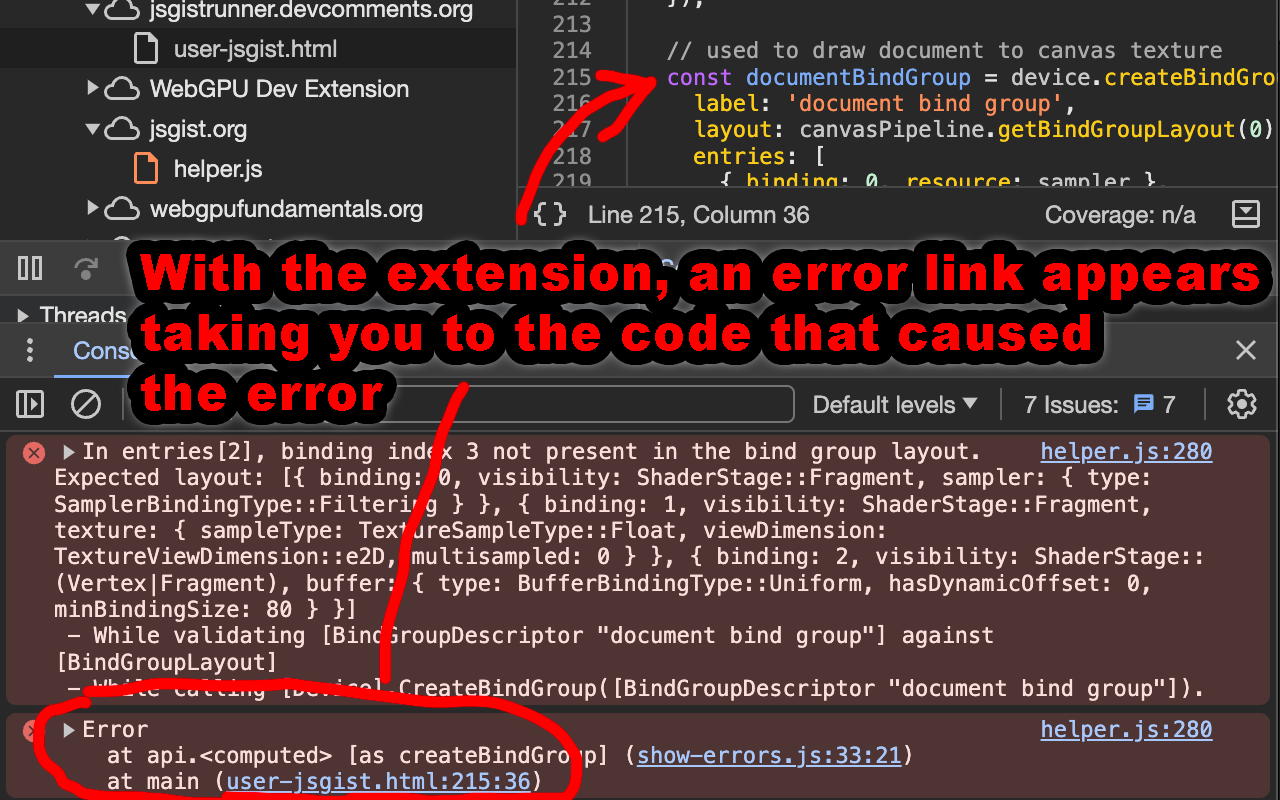 jsgistrunner.devcomments.org
user-jsgist.html
WebGPU Dev Extension
jsgist.org
helper.js
webgpufundamentals.org
212
});
213
214 // used to draw document to canvas texture
215 const documentBindGroup = device.createBindGro
216 label: 'document bind group',
217 layout: canvasPipeline.getBindGroupLayout(0)
218 entries: [
219 { binding: 0, resource: sampler },
{} Line 215, Column 36 Coverage: n/a
With the extension, an error link appears
Threads
taking you to the code that caused
the error
Default levels 7 Issues: 7
In entries[2], binding index 3 not present in the bind group layout. helper.js:280
Expected layout: [{ binding: 0, visibility: ShaderStage::Fragment, sampler: { type:
SamplerBindingType::Filtering } }, { binding: 1, visibility: ShaderStage::Fragment,
texture: { sampleType: TextureSampleType::Float, viewDimension:
TextureViewDimension::e2D, multisampled: 0 } }, { binding: 2, visibility: ShaderStage::
(Vertex|Fragment), buffer: { type: BufferBindingType::Uniform, hasDynamicOffset: 0,
minBindingSize: 80 } }]
– While validating [BindGroupDescriptor "document bind group"] against
[BindGroupLayout]
– While calling [Device].CreateBindGroup([BindGroupDescriptor "document bind group"]).
Error helper.js:280
at api.<computed> [as createBindGroup] (show-errors.js:33:21)
at main (user-jsgist.html:215:36)